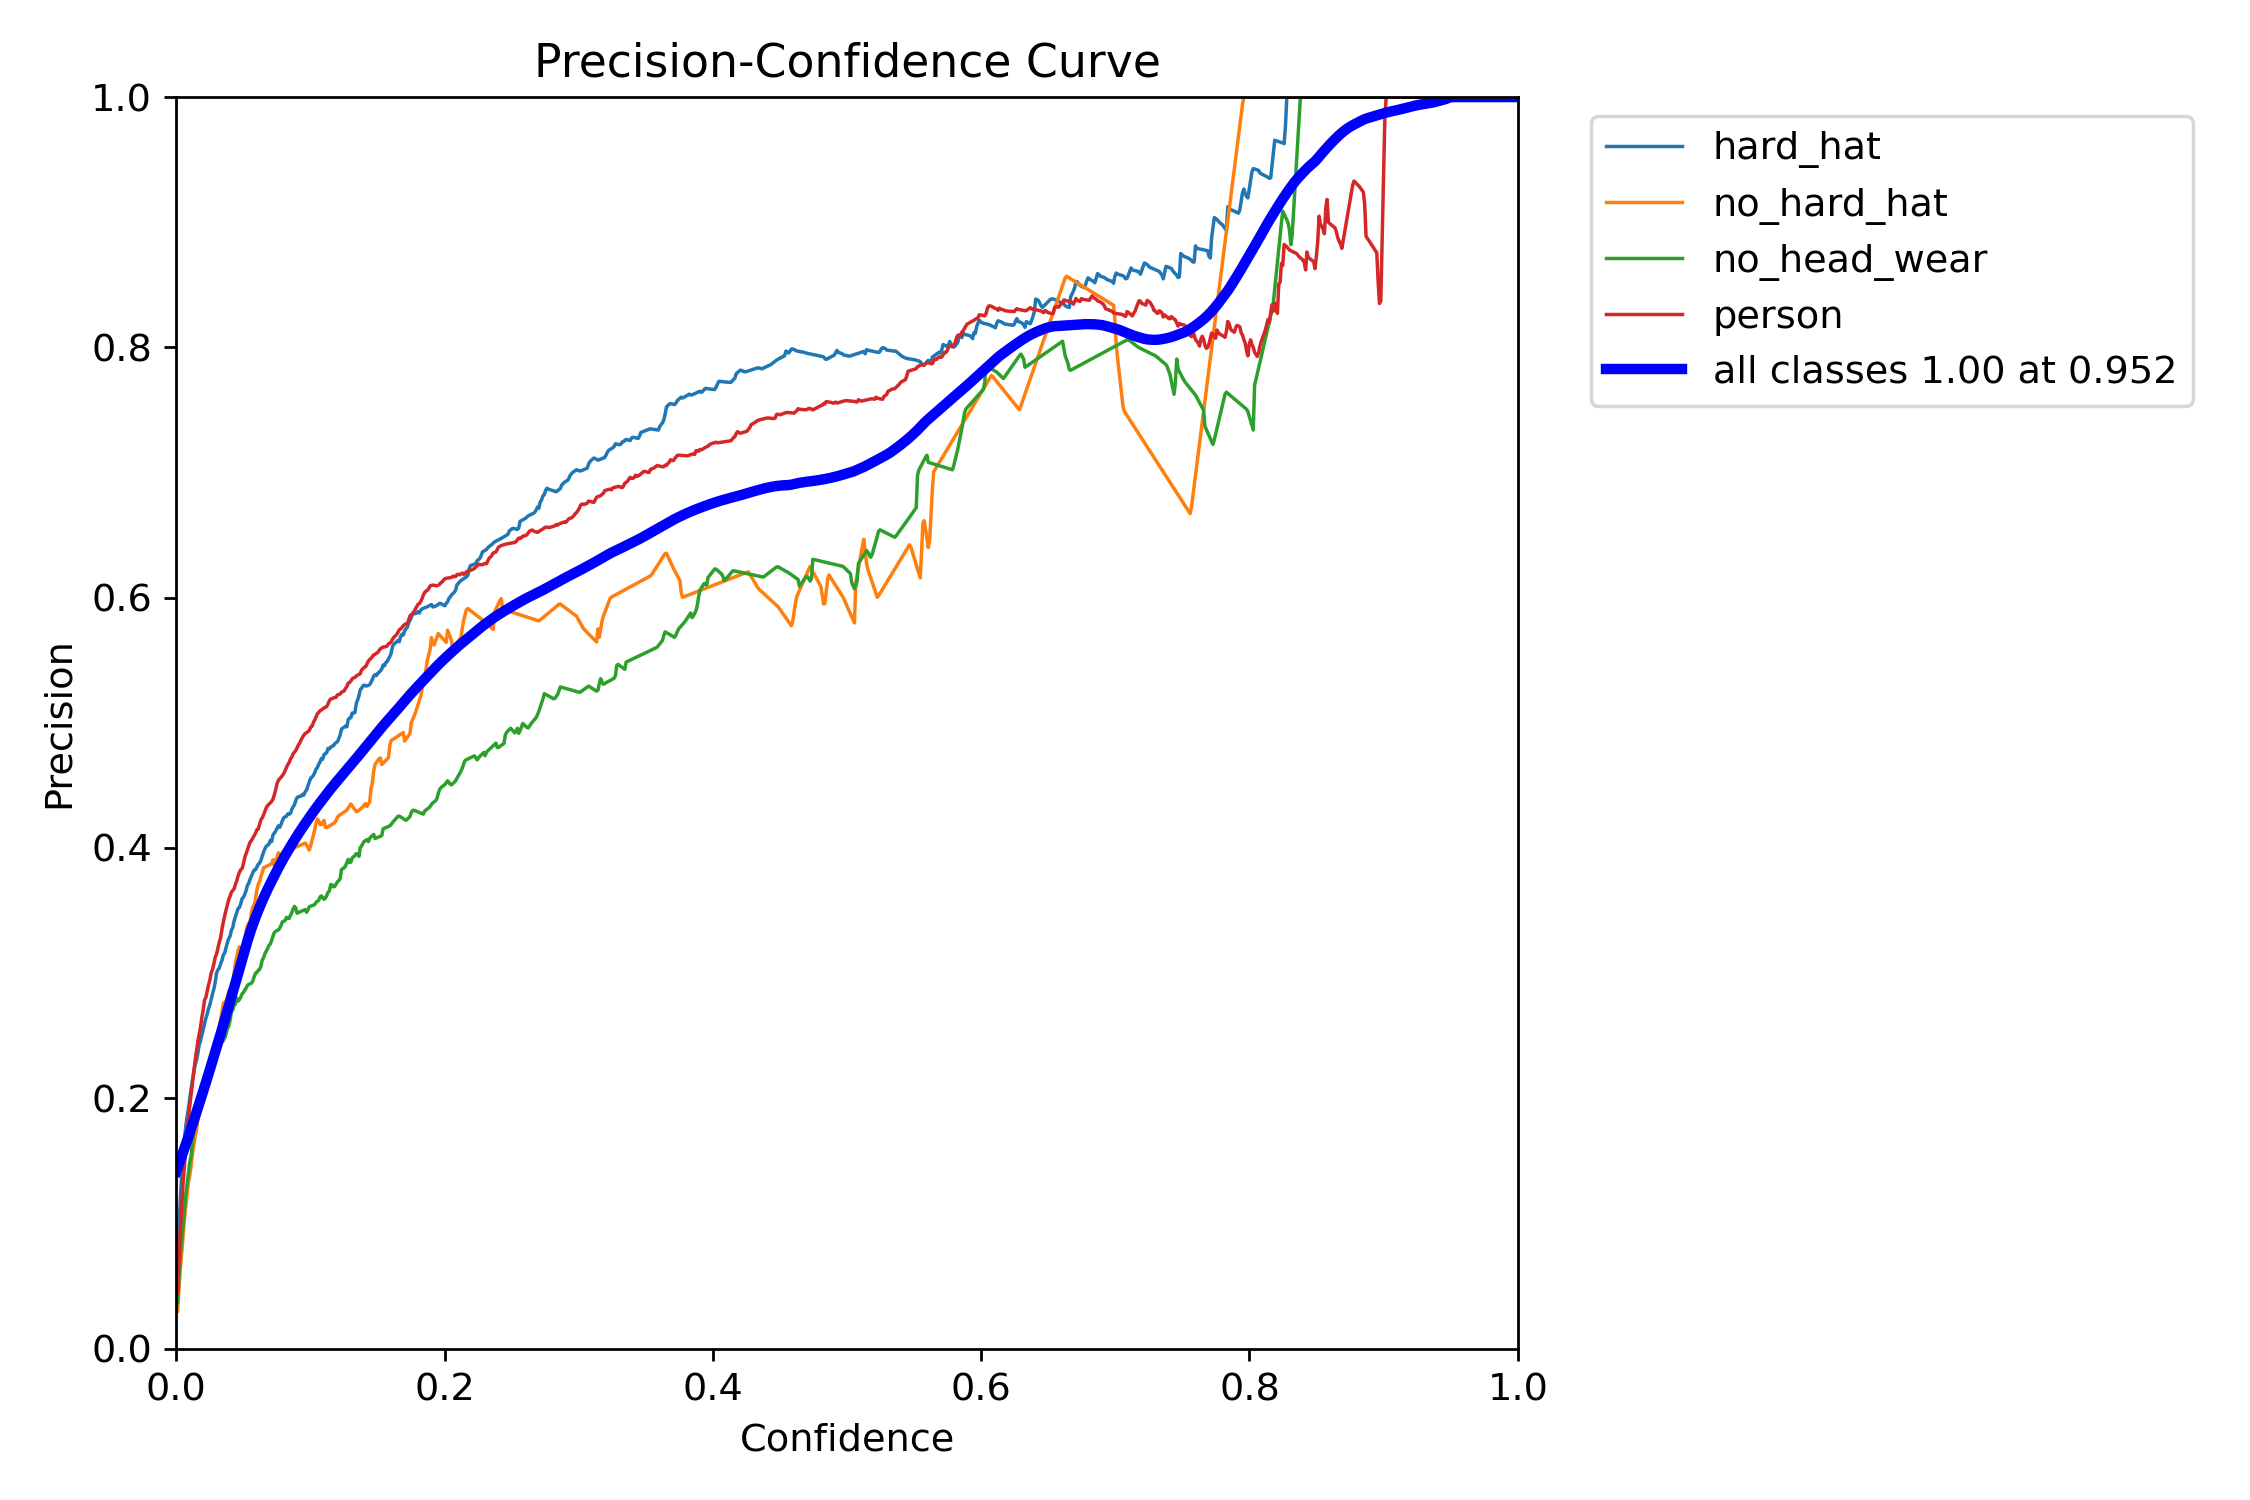 Precision-Confidence Curve
1.0
0.8
0.6
0.4
0.2
0.0
Precision
0.0 0.2 0.4 0.6 0.8 1.0
Confidence
hard_hat
no_hard_hat
no_head_wear
person
all classes 1.00 at 0.952